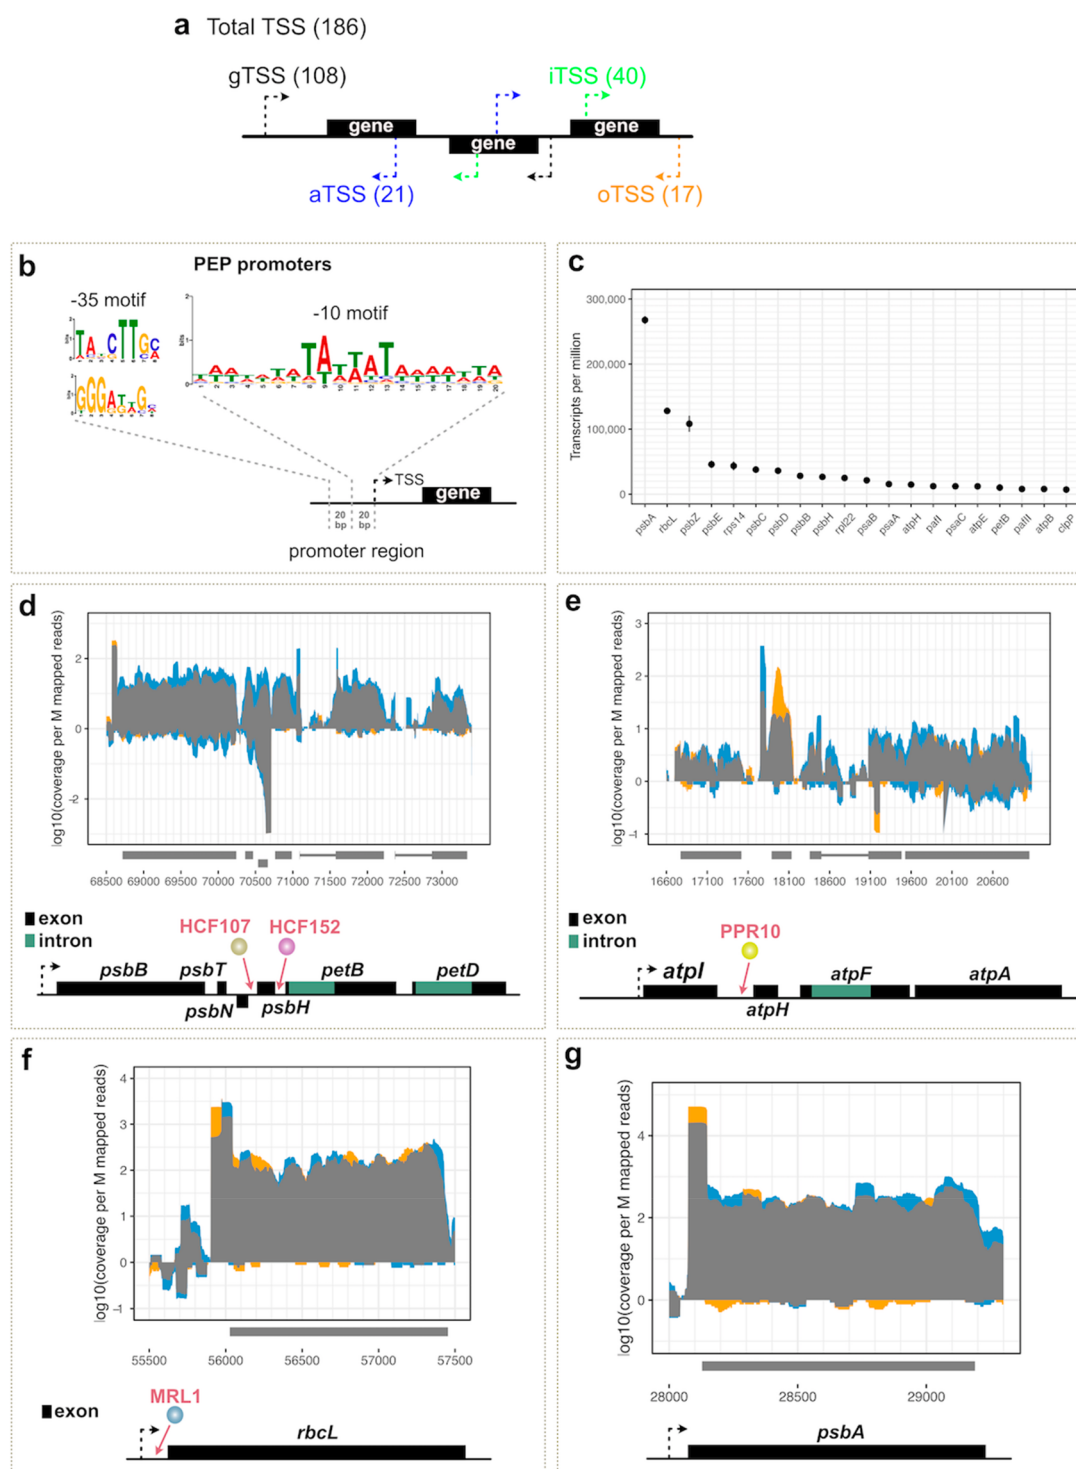 a Total TSS (186)
gTSS (108)
iTSS (40)
gene
gene
gene
aTSS (21)
oTSS (17)
b
PEP promoters
-35 motif
-10 motif
bits
TSS
gene
20 bp
20 bp
promoter region
c
Transcripts per million
300,000
200,000
100,000
0
psbA rbcL psbZ psbE rps14 psbC psbD psbB psbH rpl22 psaB psaA atpH pafI psaC atpE petB pafII atpB clpP
d
log10(coverage per M mapped reads)
2
0
-2
68500 69000 69500 70000 70500 71000 71500 72000 72500 73000
exon
intron
HCF107 HCF152
psbB psbT petB petD
psbN psbH
e
log10(coverage per M mapped reads)
3
2
1
0
-1
16600 17100 17600 18100 18600 19100 19600 20100 20600
exon
intron
PPR10
atpI atpF atpA
atpH
f
log10(coverage per M mapped reads)
4
3
2
1
0
-1
55500 56000 56500 57000 57500
MRL1
exon
rbcL
g
log10(coverage per M mapped reads)
4
2
0
28000 28500 29000
psbA